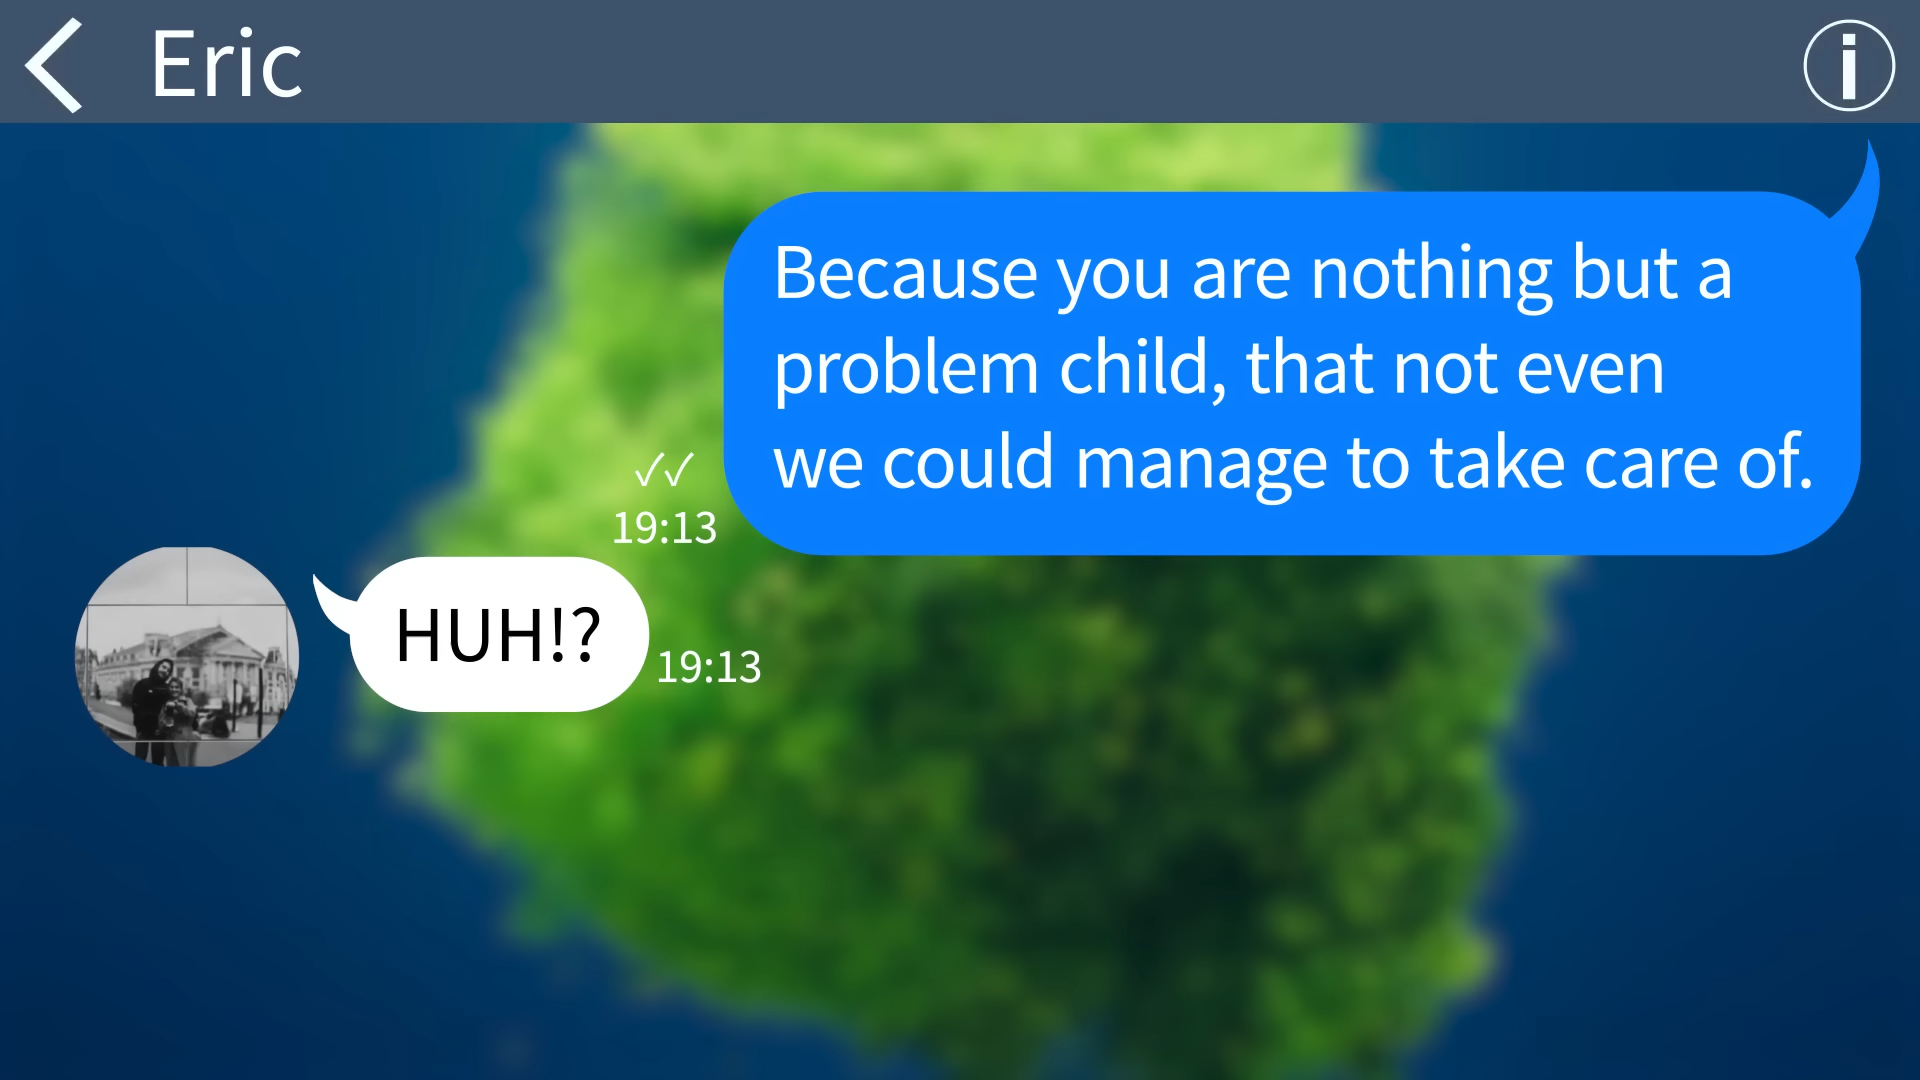 Eric
Because you are nothing but a
problem child, that not even
we could manage to take care of.
✓✓
19:13
HUH!?
19:13